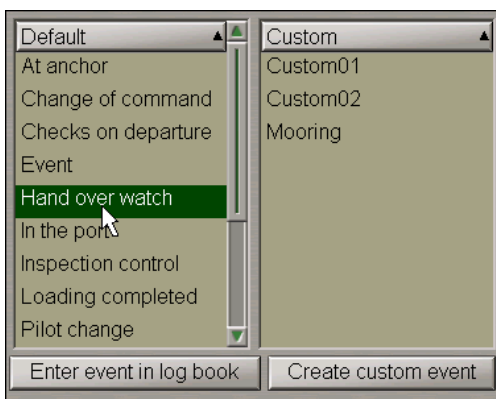 Default
At anchor
Change of command
Checks on departure
Event
Hand over watch
In the port
Inspection control
Loading completed
Pilot change
Custom
Custom01
Custom02
Mooring
Enter event in log book
Create custom event